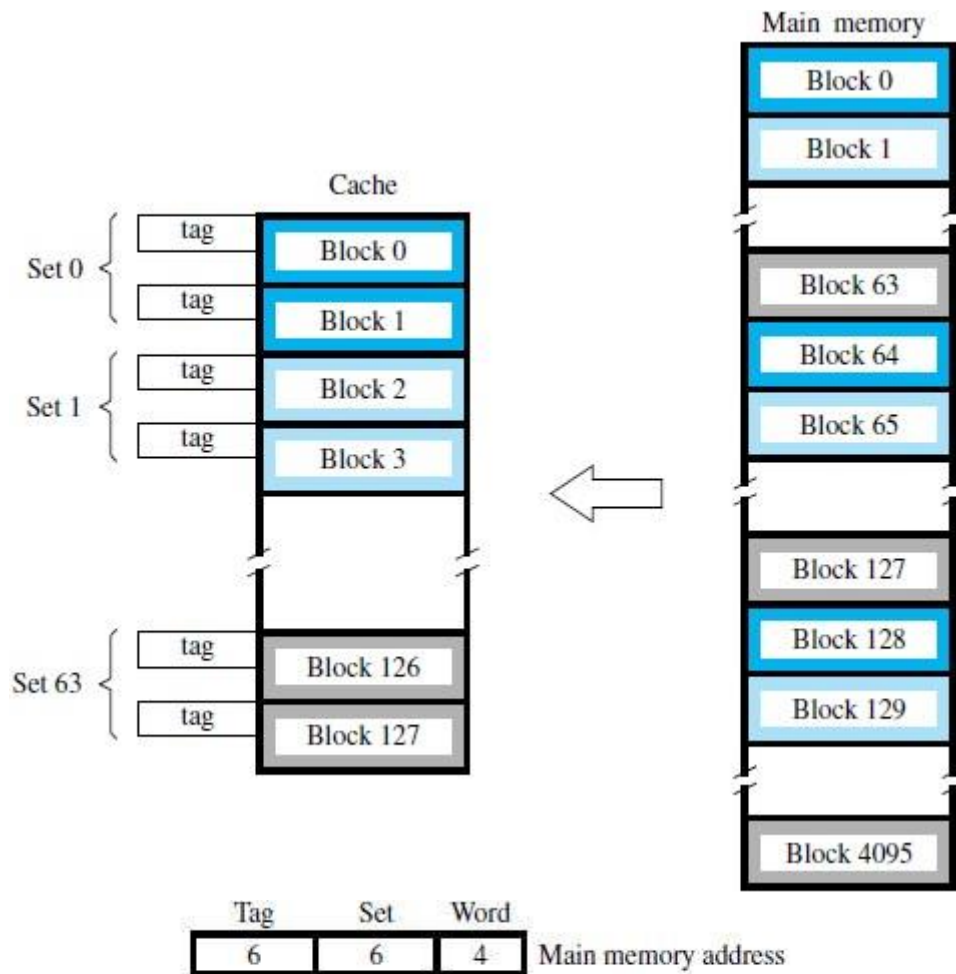 Main memory
Block 0
Block 1
Cache
tag
Block 0
Set 0
tag
Block 1
tag
Block 2
Set 1
tag
Block 3
Block 63
Block 64
Block 65
Block 127
Block 128
Block 129
Block 4095
tag
Block 126
Set 63
tag
Block 127
Tag Set Word
6 6 4 Main memory address